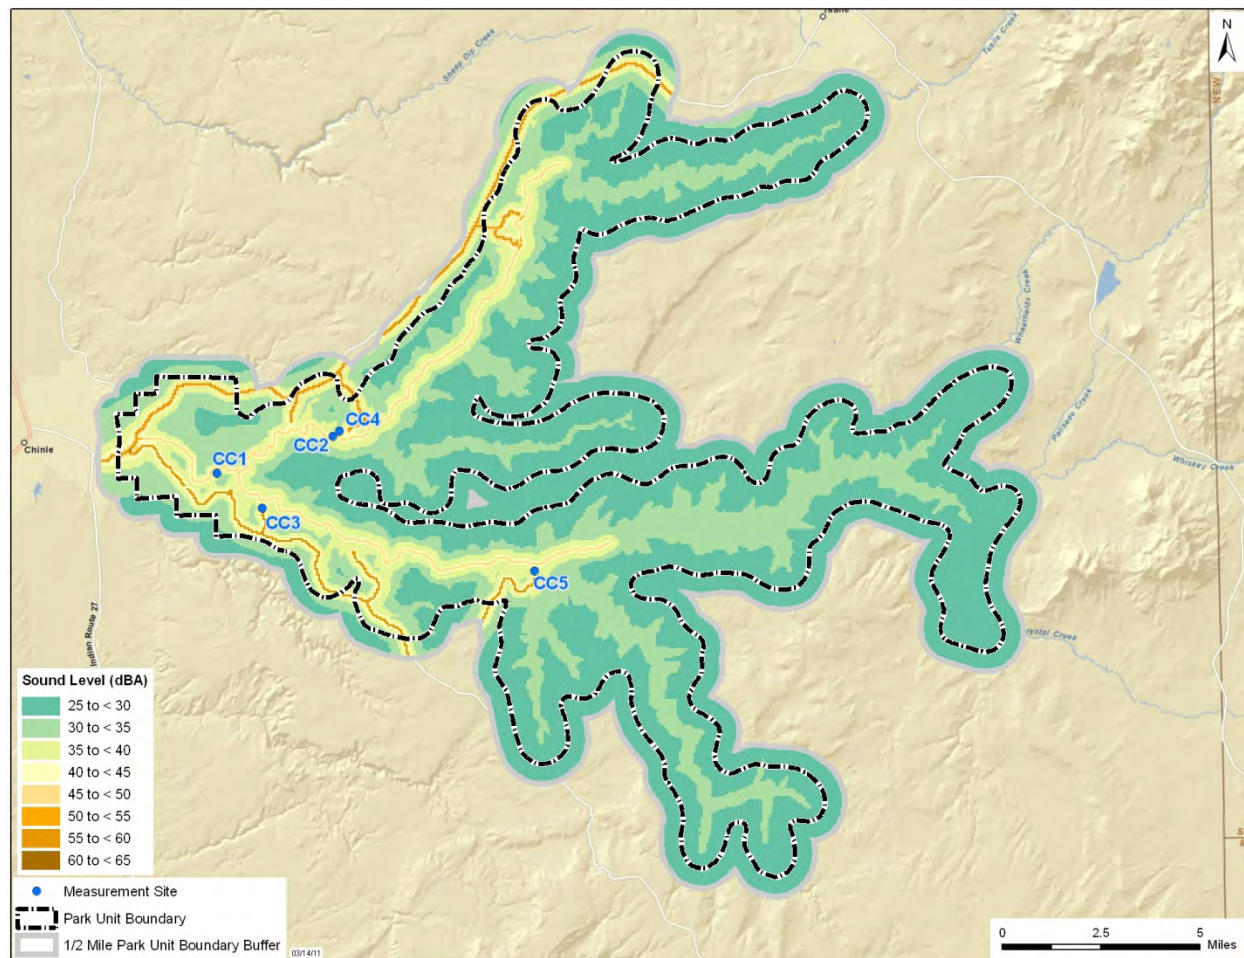 Tsaile
Tsaile Creek
N
Sheep Dip Creek
NEW
Wheatfields Creek
Palisade Creek
CC4
CC2
Chinle
CC1
Whiskey Creek
CC3
CC5
Indian Route 27
rystal Creek
Sound Level (dBA)
25 to < 30
30 to < 35
35 to < 40
40 to < 45
45 to < 50
50 to < 55
55 to < 60
60 to < 65
Measurement Site
Park Unit Boundary
1/2 Mile Park Unit Boundary Buffer
03/14/11
0 2.5 5
Miles